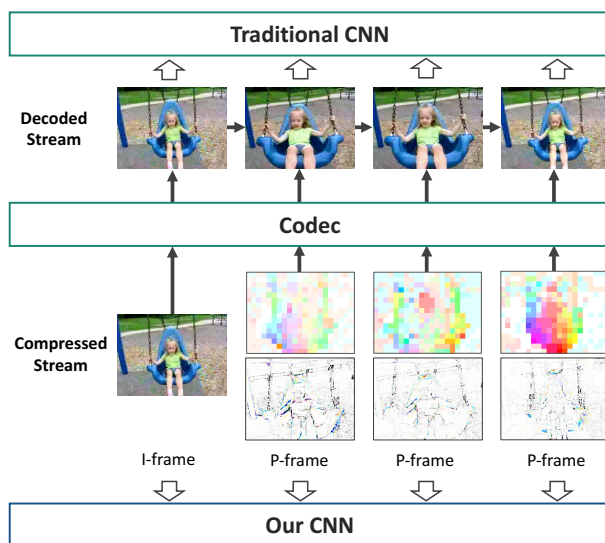 Traditional CNN
Decoded
Stream
Codec
Compressed
Stream
I-frame
P-frame
P-frame
P-frame
Our CNN